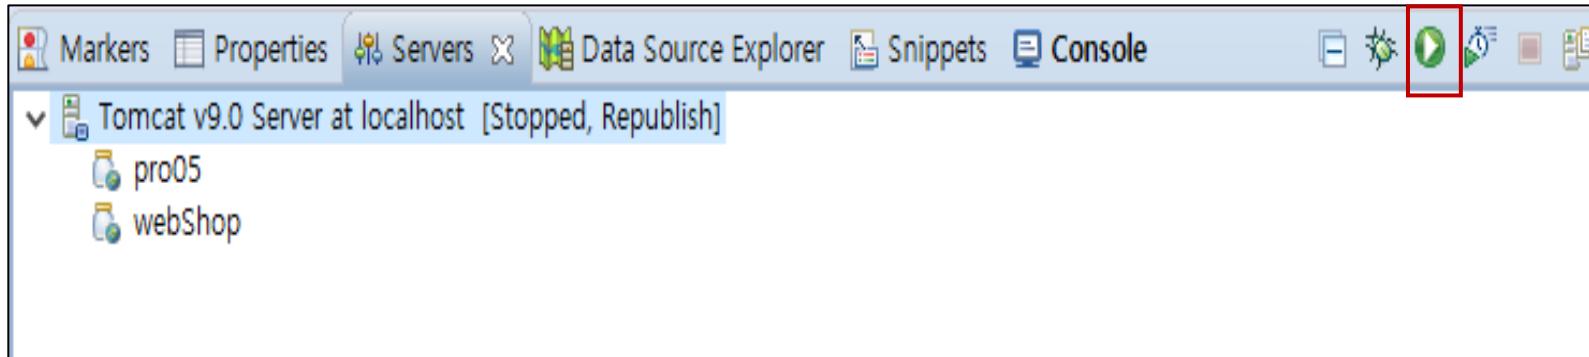 Markers Properties Servers Data Source Explorer Snippets Console
Tomcat v9.0 Server at localhost [Stopped, Republish]
pro05
webShop